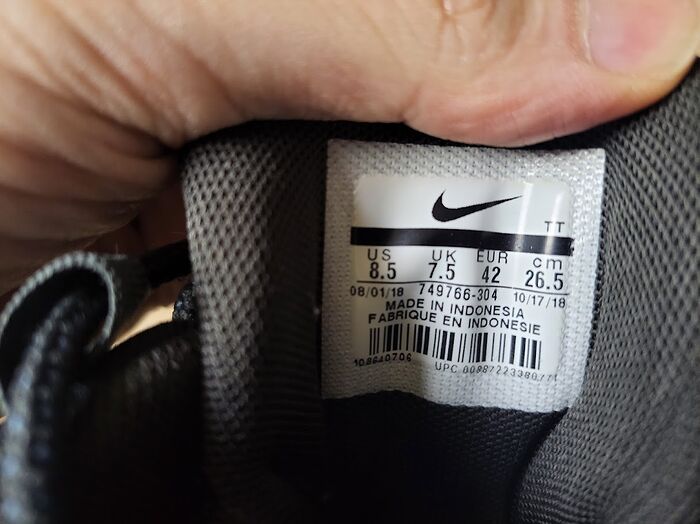 TT
US UK EUR cm
8.5 7.5 42 26.5
08/01/18 749766-304 10/17/18
MADE IN INDONESIA
FABRIQUE EN INDONESIE
UPC